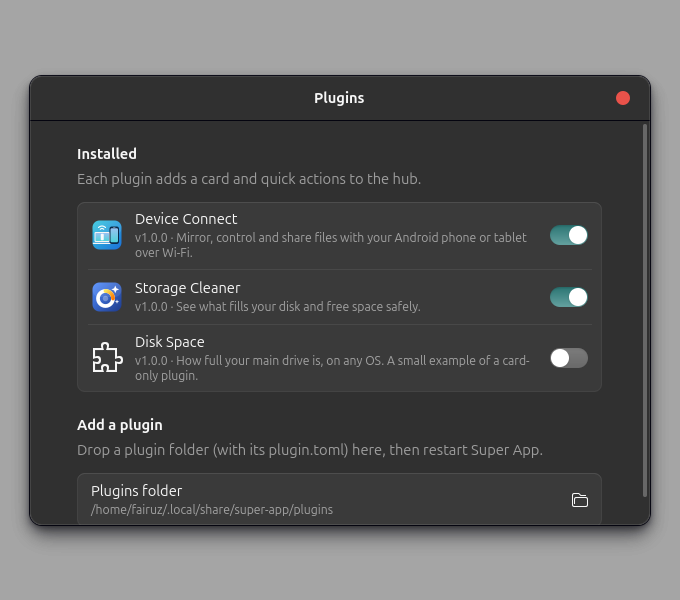 Plugins
Installed
Each plugin adds a card and quick actions to the hub.
Device Connect
v1.0.0 · Mirror, control and share files with your Android phone or tablet
over Wi-Fi.
Storage Cleaner
v1.0.0 · See what fills your disk and free space safely.
Disk Space
v1.0.0 · How full your main drive is, on any OS. A small example of a card-
only plugin.
Add a plugin
Drop a plugin folder (with its plugin.toml) here, then restart Super App.
Plugins folder
/home/fairuz/.local/share/super-app/plugins